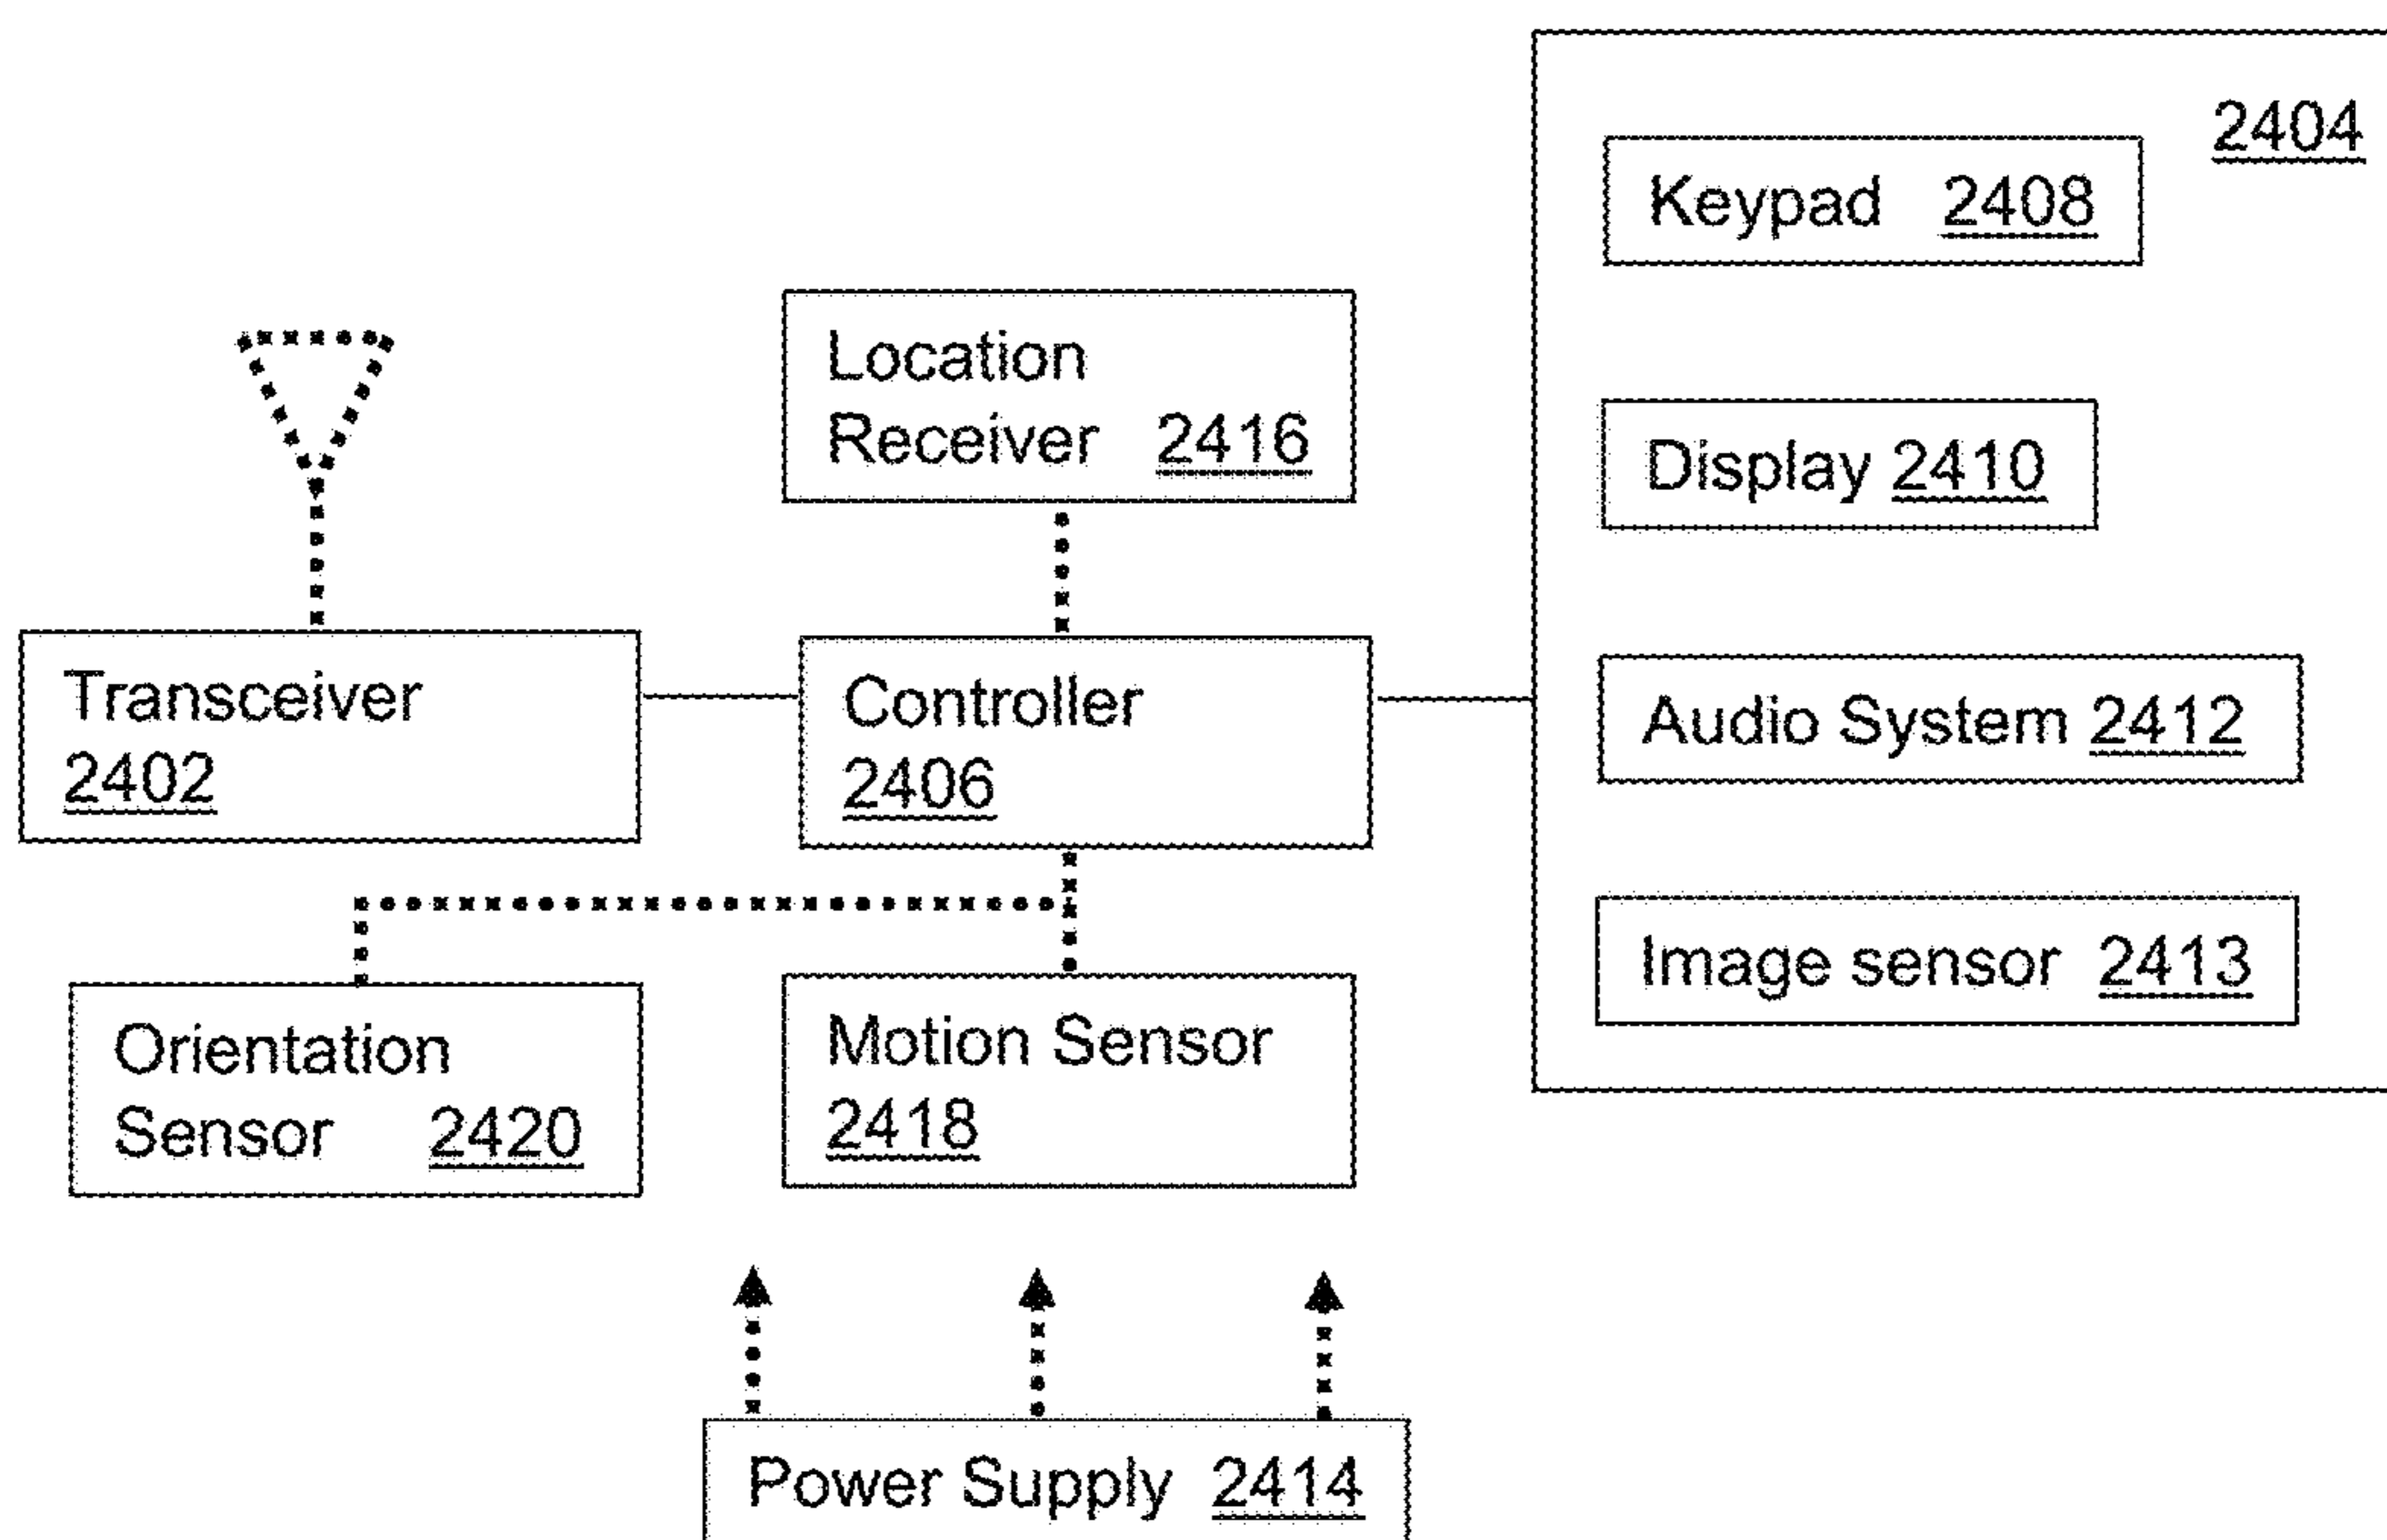 2404
Keypad 2408
Location
Receiver 2416
Display 2410
Transceiver
2402
Controller
2406
Audio System 2412
Image sensor 2413
Orientation
Sensor 2420
Motion Sensor
2418
Power Supply 2414